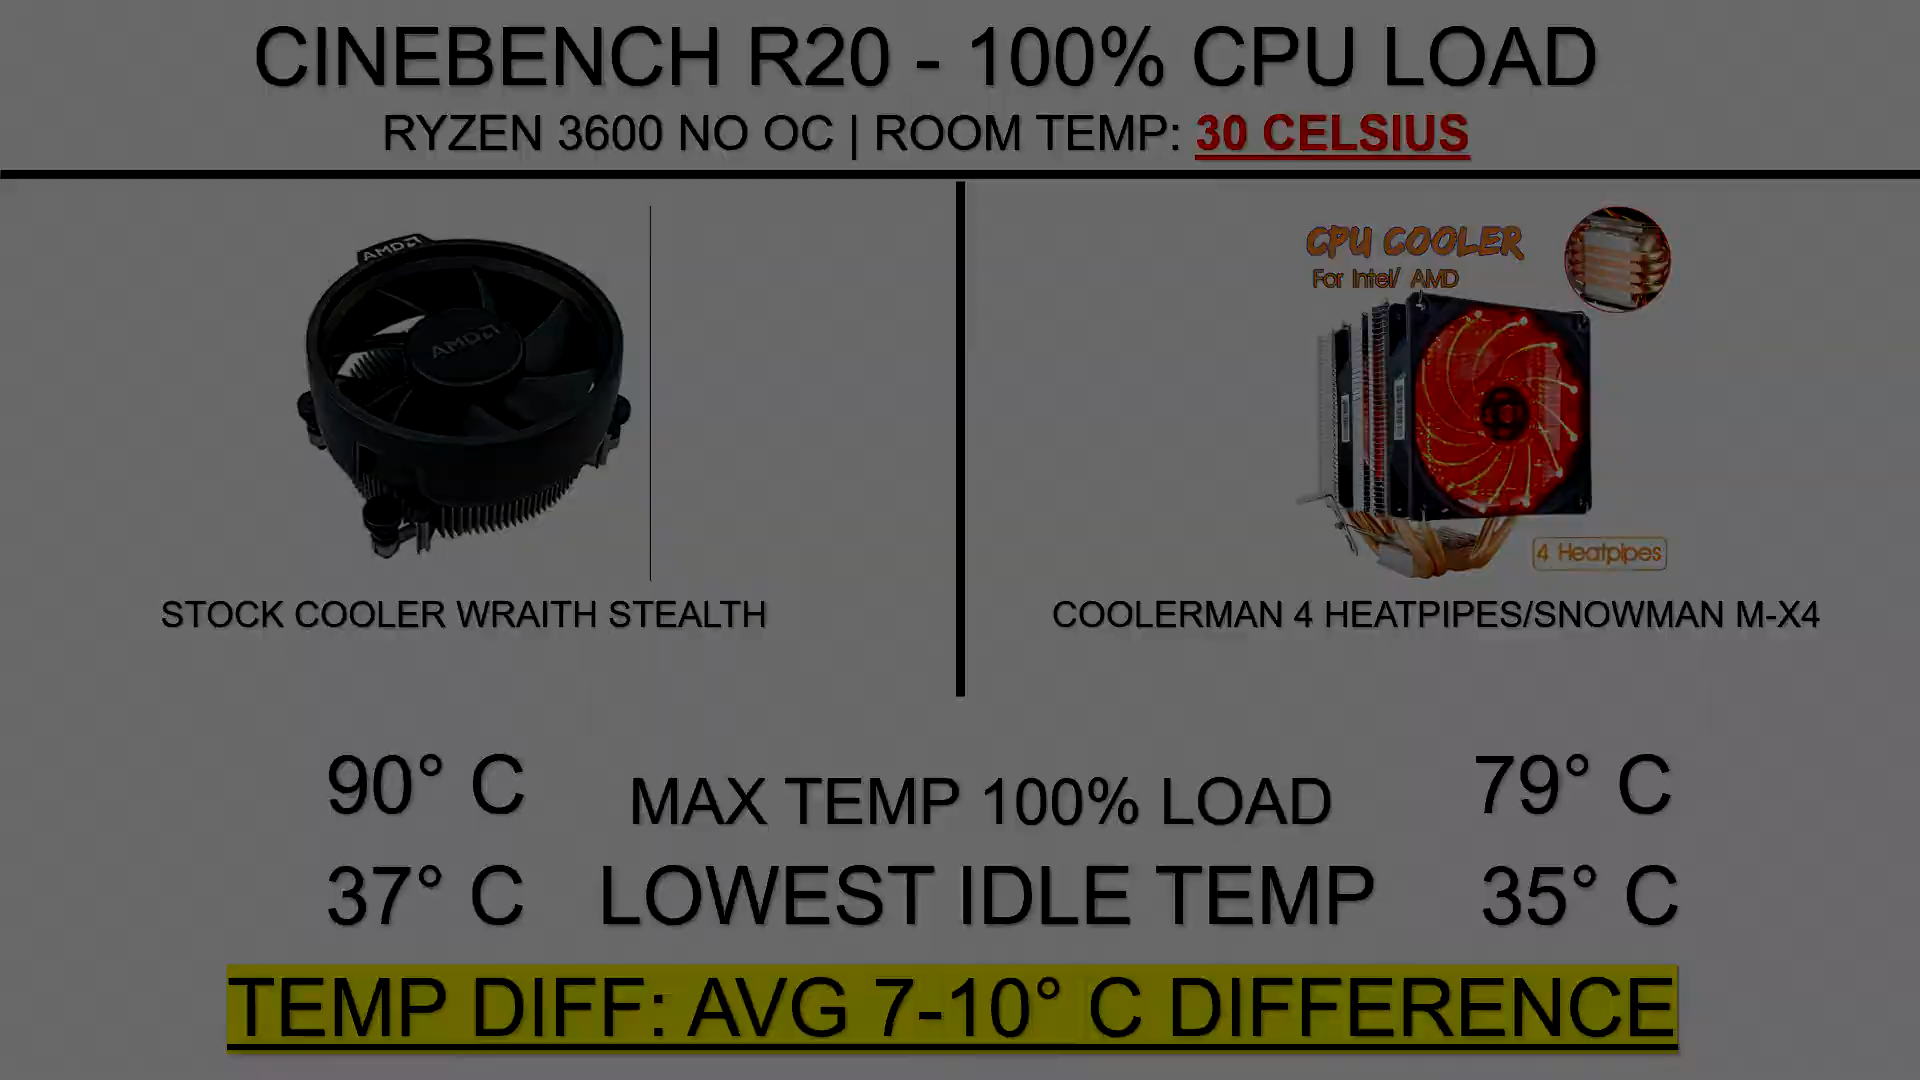 CINEBENCH R20 - 100% CPU LOAD
RYZEN 3600 NO OC | ROOM TEMP: 30 CELSIUS
AMD
AMD
STOCK COOLER WRAITH STEALTH
CPU COOLER
For Intel/ AMD
4 Heatpipes
COOLERMAN 4 HEATPIPES/SNOWMAN M-X4
90° C MAX TEMP 100% LOAD 79° C
37° C LOWEST IDLE TEMP 35° C
TEMP DIFF: AVG 7-10° C DIFFERENCE